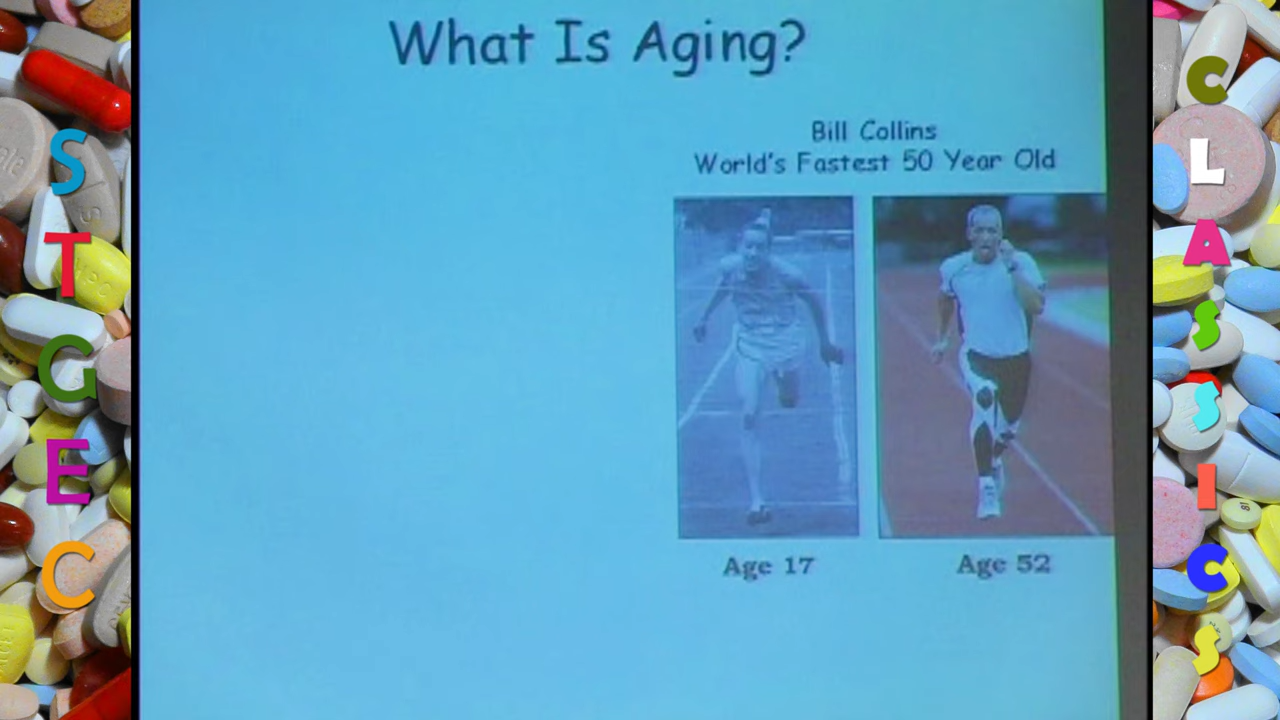 STGEC
What Is Aging?
Bill Collins
World's Fastest 50 Year Old
Age 17
Age 52
CLASSICS